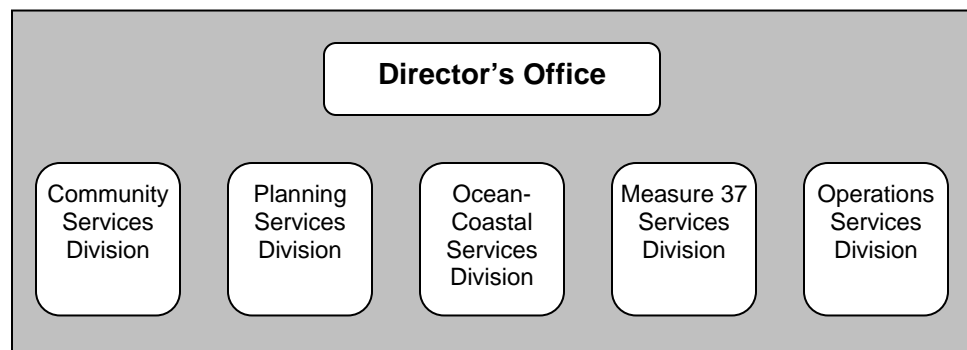 Director’s Office
Community
Services
Division
Planning
Services
Division
Ocean-
Coastal
Services
Division
Measure 37
Services
Division
Operations
Services
Division